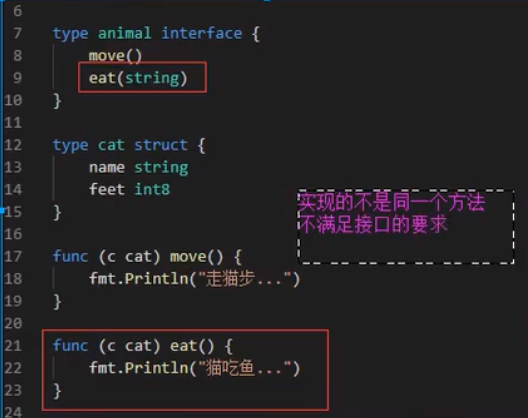 6
7 type animal interface {
8 move()
9 eat(string)
10 }
11
12 type cat struct {
13 name string
14 feet int8
15 }
16
17 func (c cat) move() {
18 fmt.Println("走猫步...")
19 }
20
21 func (c cat) eat() {
22 fmt.Println("猫吃鱼...")
23 }
24
实现的不是同一个方法
不满足接口的要求